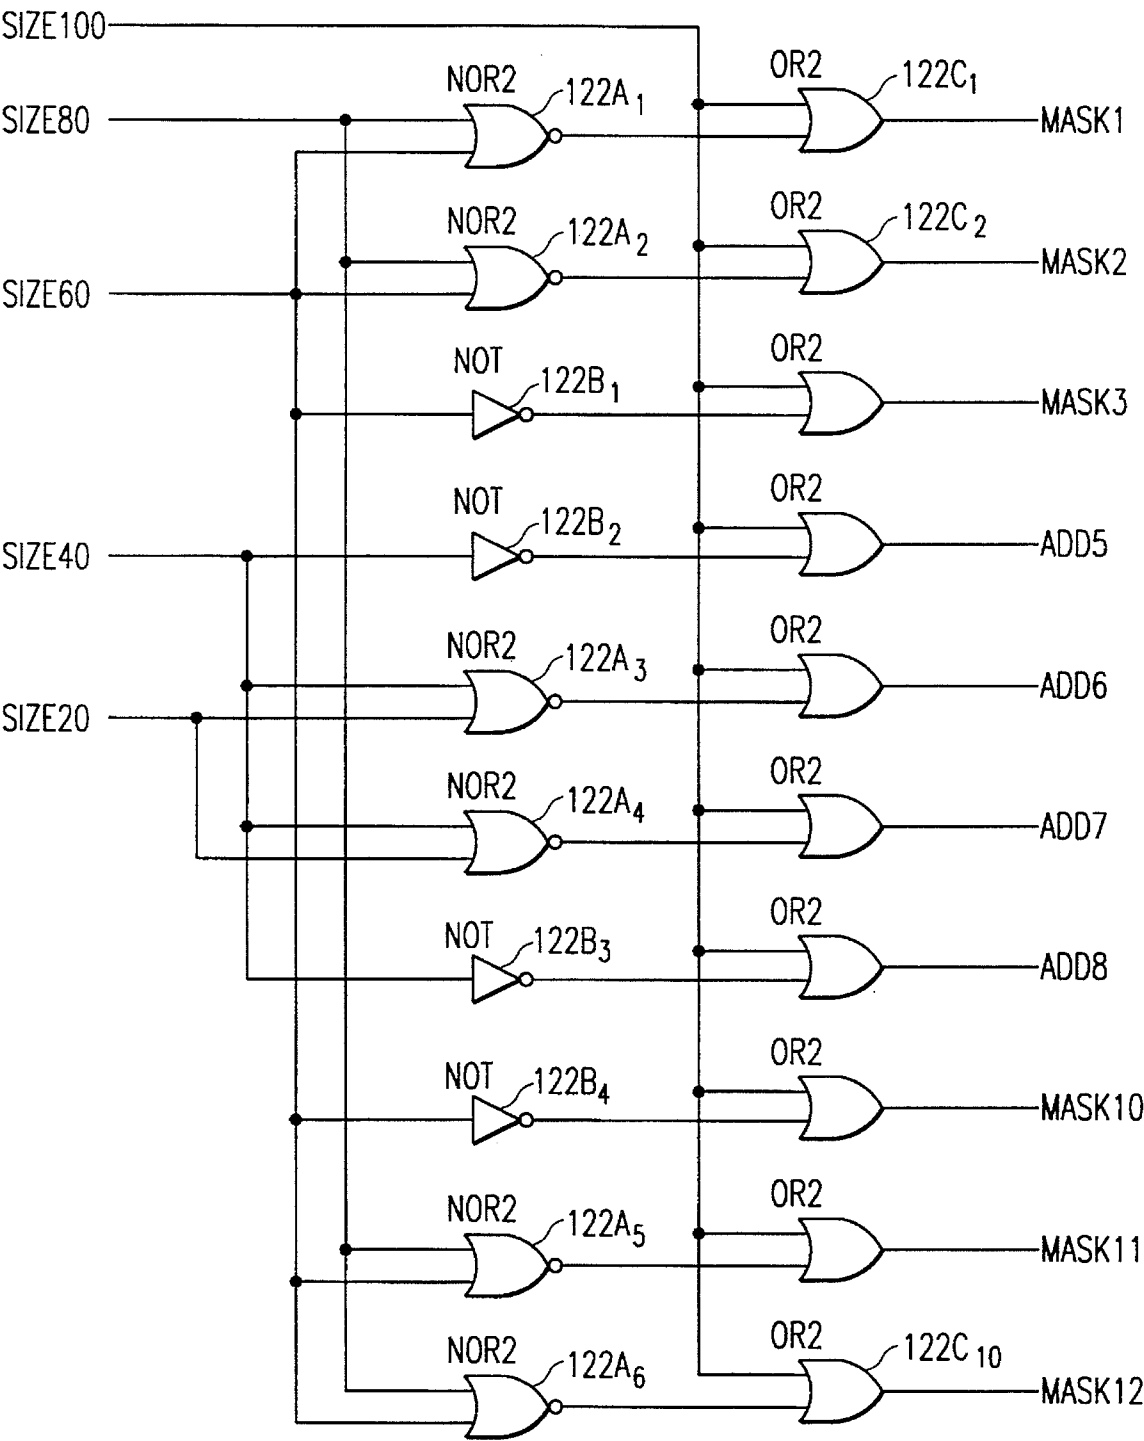 SIZE100
OR2 122C1
NOR2 122A1
SIZE80
MASK1
NOR2 122A2
OR2 122C2
MASK2
SIZE60
OR2
NOT 122B1
MASK3
OR2
NOT 122B2
ADD5
SIZE40
OR2
NOR2 122A3
ADD6
SIZE20
OR2
NOR2 122A4
ADD7
OR2
NOT 122B3
ADD8
OR2
NOT 122B4
MASK10
OR2
NOR2 122A5
MASK11
OR2 122C10
NOR2 122A6
MASK12